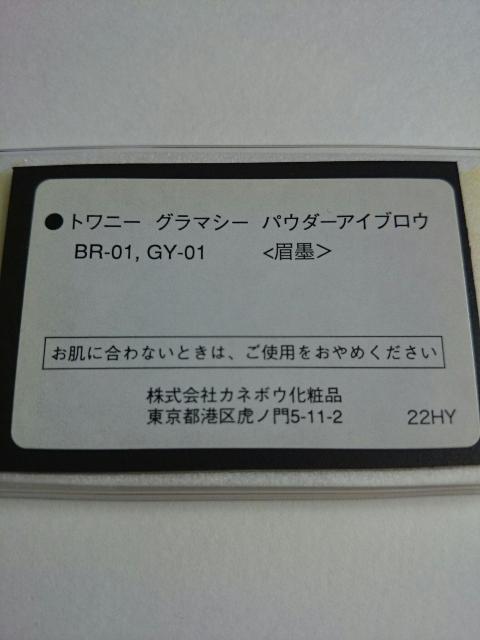 ●トワニー グラマシー パウダーアイブロウ
BR-01, GY-01 <眉墨>
お肌に合わないときは、ご使用をおやめください
株式会社カネボウ化粧品
東京都港区虎ノ門5-11-2 22HY